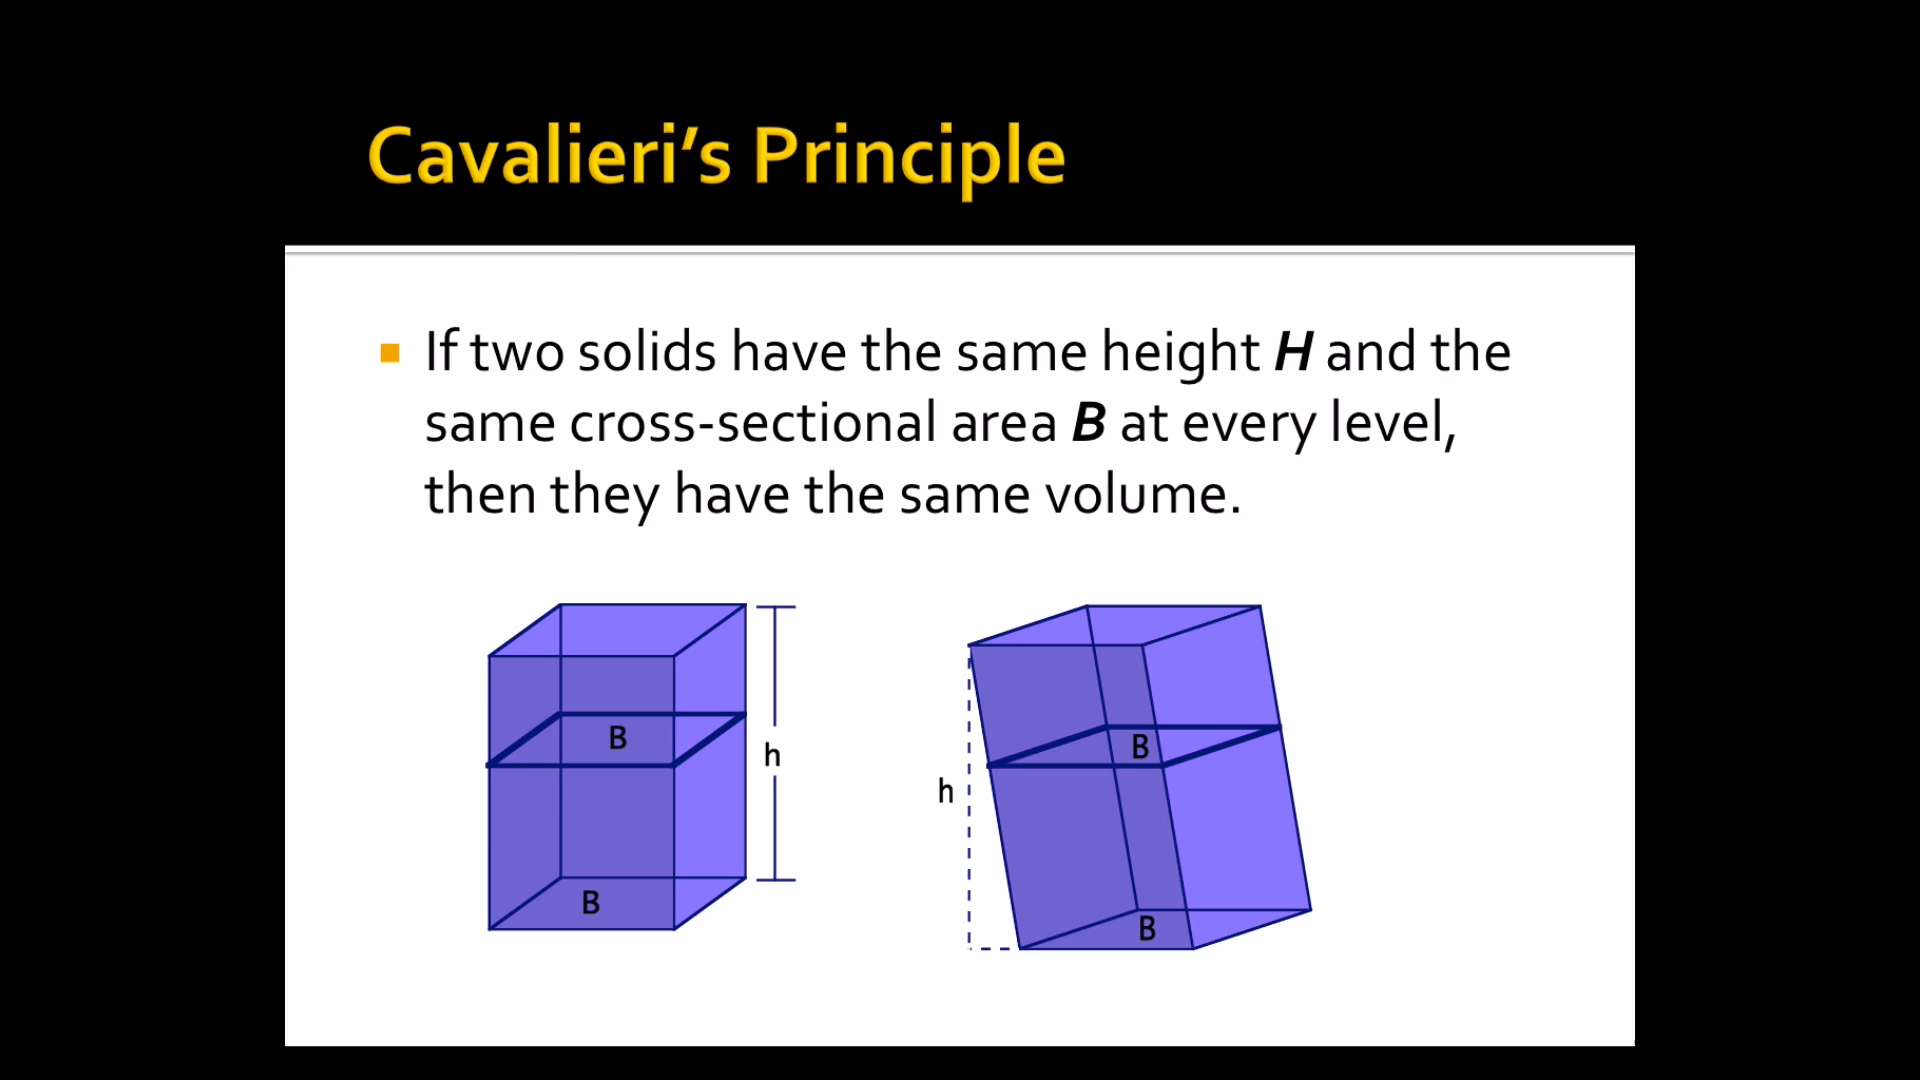 Cavalieri’s Principle
If two solids have the same height H and the
same cross-sectional area B at every level,
then they have the same volume.
B
h
B
B
h
B